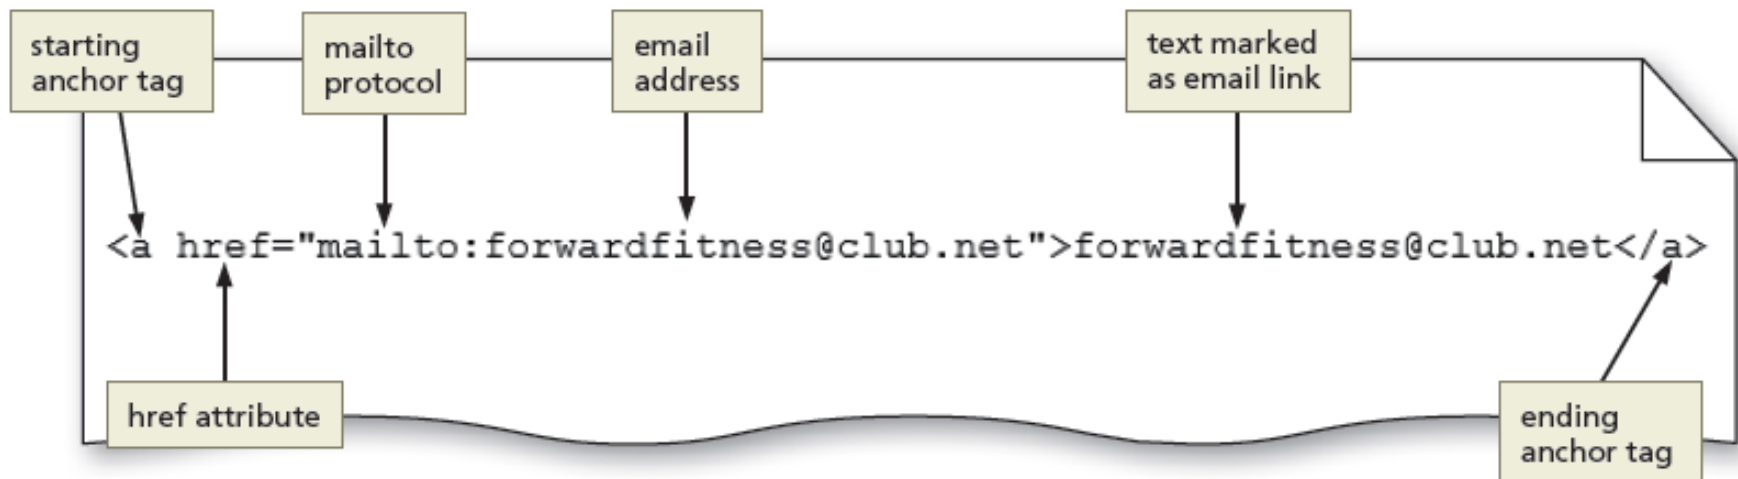 starting
anchor tag
mailto
protocol
email
address
text marked
as email link
<a href="mailto:forwardfitness@club.net">forwardfitness@club.net</a>
href attribute
ending
anchor tag